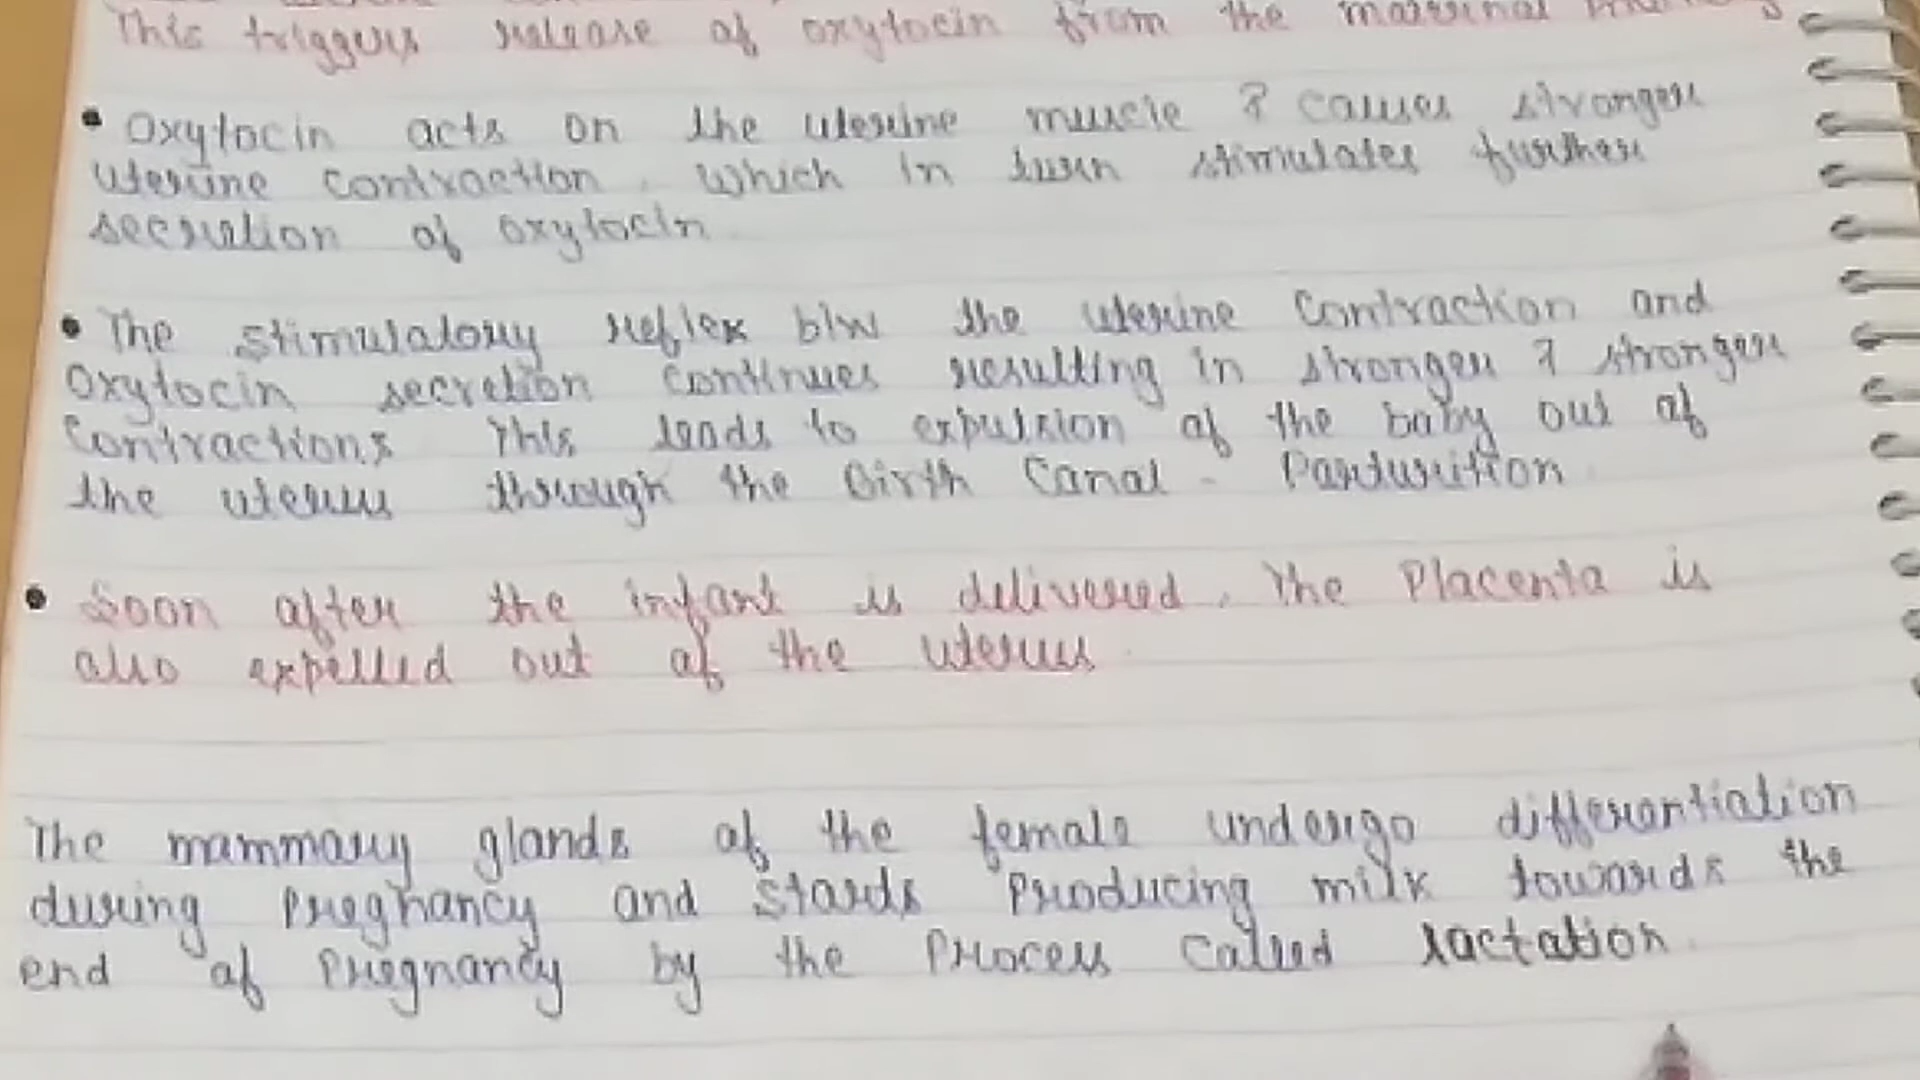 This triggers release of oxytocin from the maternal
• Oxytocin acts on the uterine muscle & causes stronger
uterine contraction, which in turn stimulates further
secretion of oxytocin
• The stimulatory reflex b/w the uterine contraction and
Oxytocin secretion continues resulting in stronger & stronger
Contractions This leads to expulsion of the baby out of
the uterus through the Birth Canal - Parturition
• Soon after the infant is delivered, The Placenta is
also expelled out of the uterus
The mammary glands of the female undergo differentiation
during Pregnancy and starts Producing milk towards the
end of Pregnancy by the Process called lactation